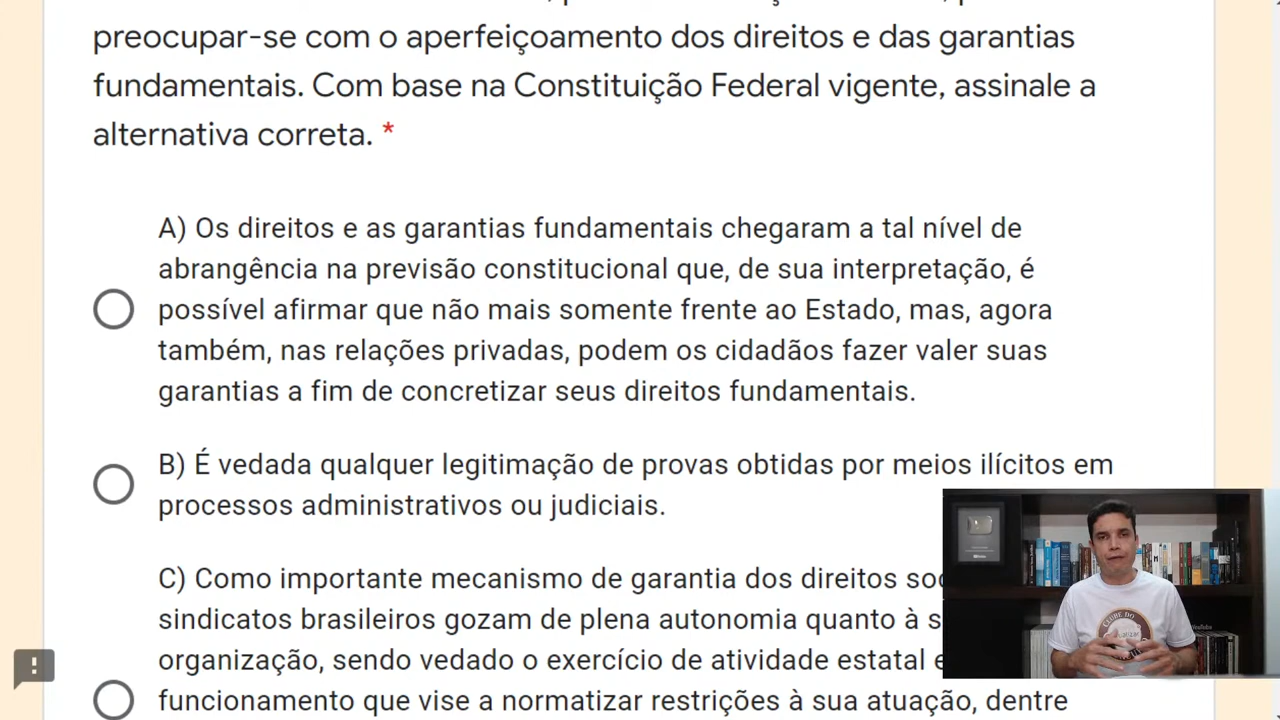 preocupar-se com o aperfeiçoamento dos direitos e das garantias
fundamentais. Com base na Constituição Federal vigente, assinale a
alternativa correta. *
A) Os direitos e as garantias fundamentais chegaram a tal nível de
abrangência na previsão constitucional que, de sua interpretação, é
possível afirmar que não mais somente frente ao Estado, mas, agora
também, nas relações privadas, podem os cidadãos fazer valer suas
garantias a fim de concretizar seus direitos fundamentais.
B) É vedada qualquer legitimação de provas obtidas por meios ilícitos em
processos administrativos ou judiciais.
C) Como importante mecanismo de garantia dos direitos
sindicatos brasileiros gozam de plena autonomia quanto à
organização, sendo vedado o exercício de atividade estatal
funcionamento que vise a normatizar restrições à sua atuação, dentre
CLUBE DO